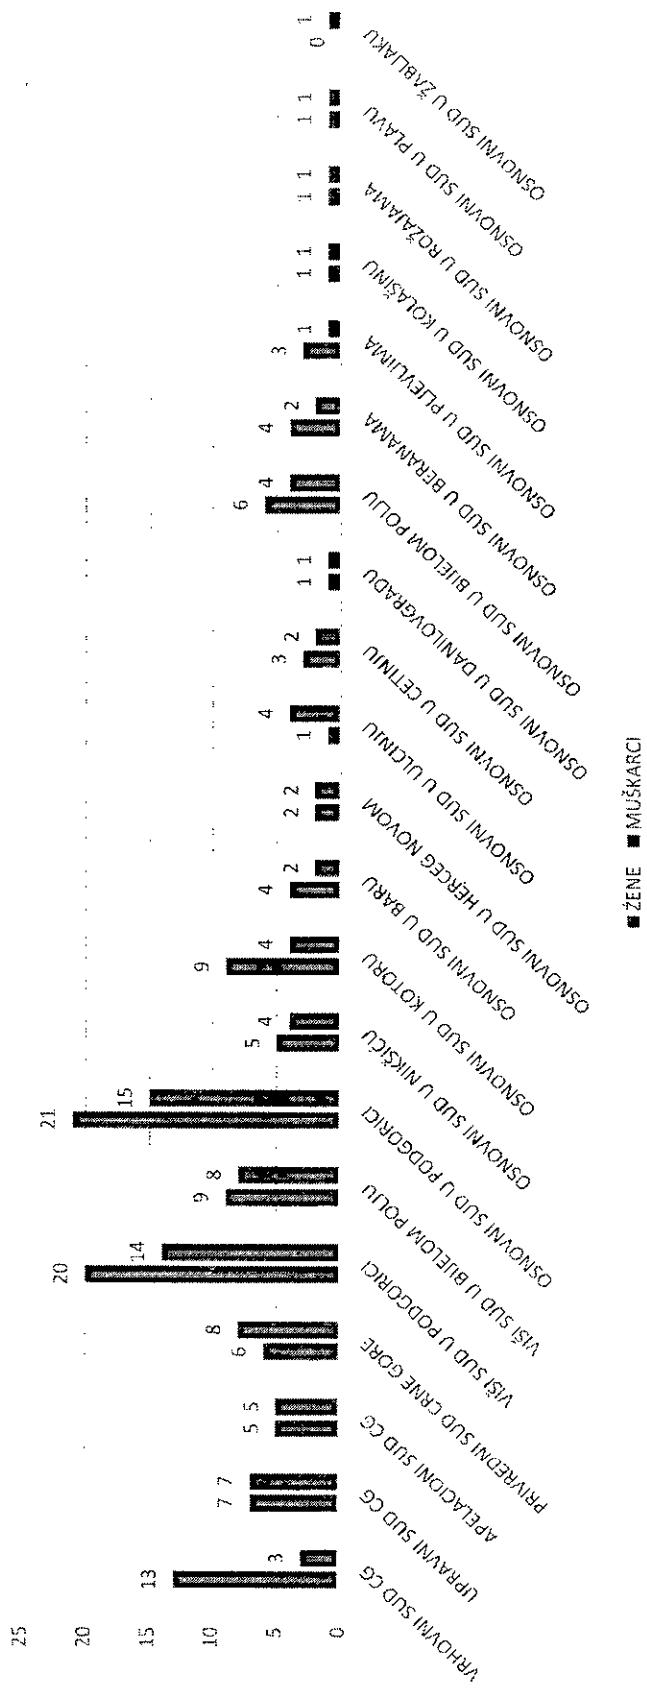 25
20
15
10
5
0
13
3
7
7
5
5
6
8
20
14
9
8
21
15
5
4
9
4
4
2
2
2
1
4
3
2
1
1
6
4
4
2
3
1
1
1
1
1
1
1
0
1
VRHOVNI SUD CG
UPRAVNI SUD CG
APELACIONI SUD CG
PRIVREDNI SUD CRNE GORE
VIŠI SUD U PODGORICI
VIŠI SUD U BIJELOM POLJU
OSNOVNI SUD U PODGORICI
OSNOVNI SUD U NIKŠIĆU
OSNOVNI SUD U KOTORU
OSNOVNI SUD U BARU
OSNOVNI SUD U HERCEG NOVOM
OSNOVNI SUD U ULCINJU
OSNOVNI SUD U CETINJU
OSNOVNI SUD U DANILOVGRADU
OSNOVNI SUD U BIJELOM POLJU
OSNOVNI SUD U BERANAMA
OSNOVNI SUD U PLJEVLJIMA
OSNOVNI SUD U KOLAŠINU
OSNOVNI SUD U ROŽAJAMA
OSNOVNI SUD U PLAVU
OSNOVNI SUD U ŽABLJAKU
ŽENE MUŠKARCI